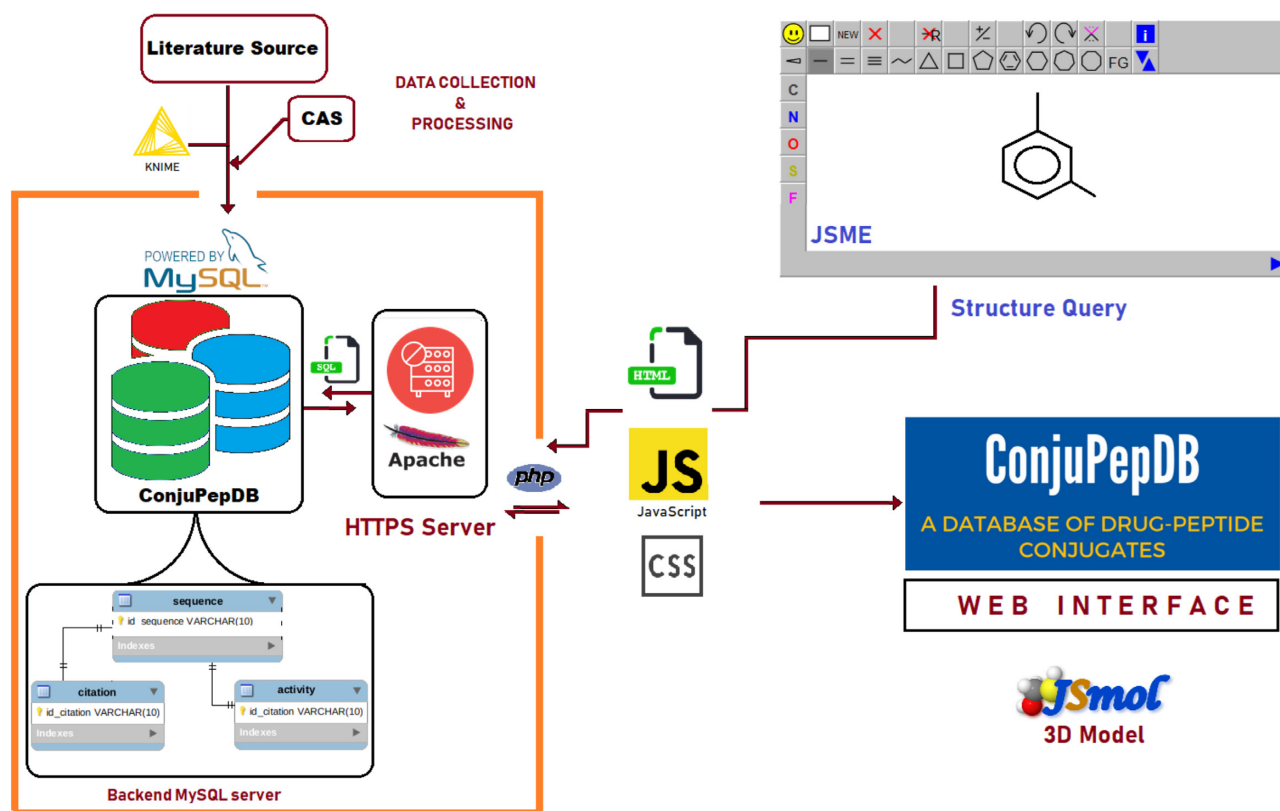 Literature Source
DATA COLLECTION
&
PROCESSING
CAS
KNIME
NEW
R
+/-
i
FG
C
N
O
S
F
JSME
Structure Query
POWERED BY
MySQL
SQL
ConjuPepDB
Apache
HTTPS Server
php
HTML
JS
JavaScript
CSS
ConjuPepDB
A DATABASE OF DRUG-PEPTIDE
CONJUGATES
WEB INTERFACE
JSmol
3D Model
sequence
id_sequence VARCHAR(10)
Indexes
citation
id_citation VARCHAR(10)
Indexes
activity
id_citation VARCHAR(10)
Indexes
Backend MySQL server